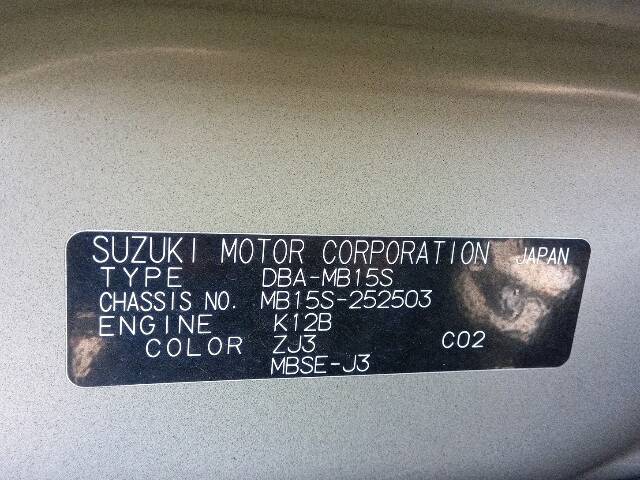 SUZUKI MOTOR CORPORATION JAPAN
TYPE DBA-MB15S
CHASSIS NO. MB15S-252503
ENGINE K12B
COLOR ZJ3 C02
MBSE-J3